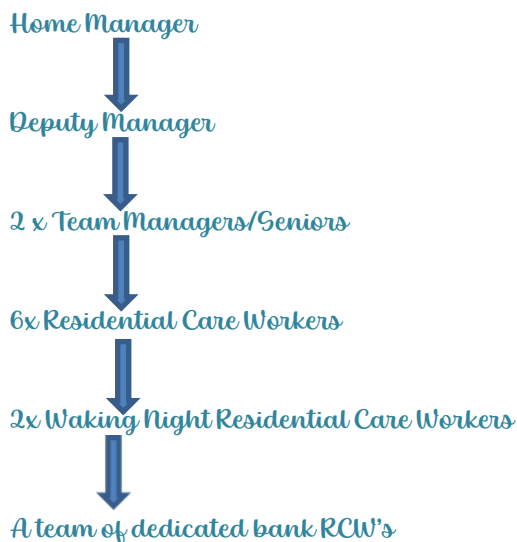 Home Manager
Deputy Manager
2 x Team Managers/Seniors
6x Residential Care Workers
2x Waking Night Residential Care Workers
A team of dedicated bank RCW's